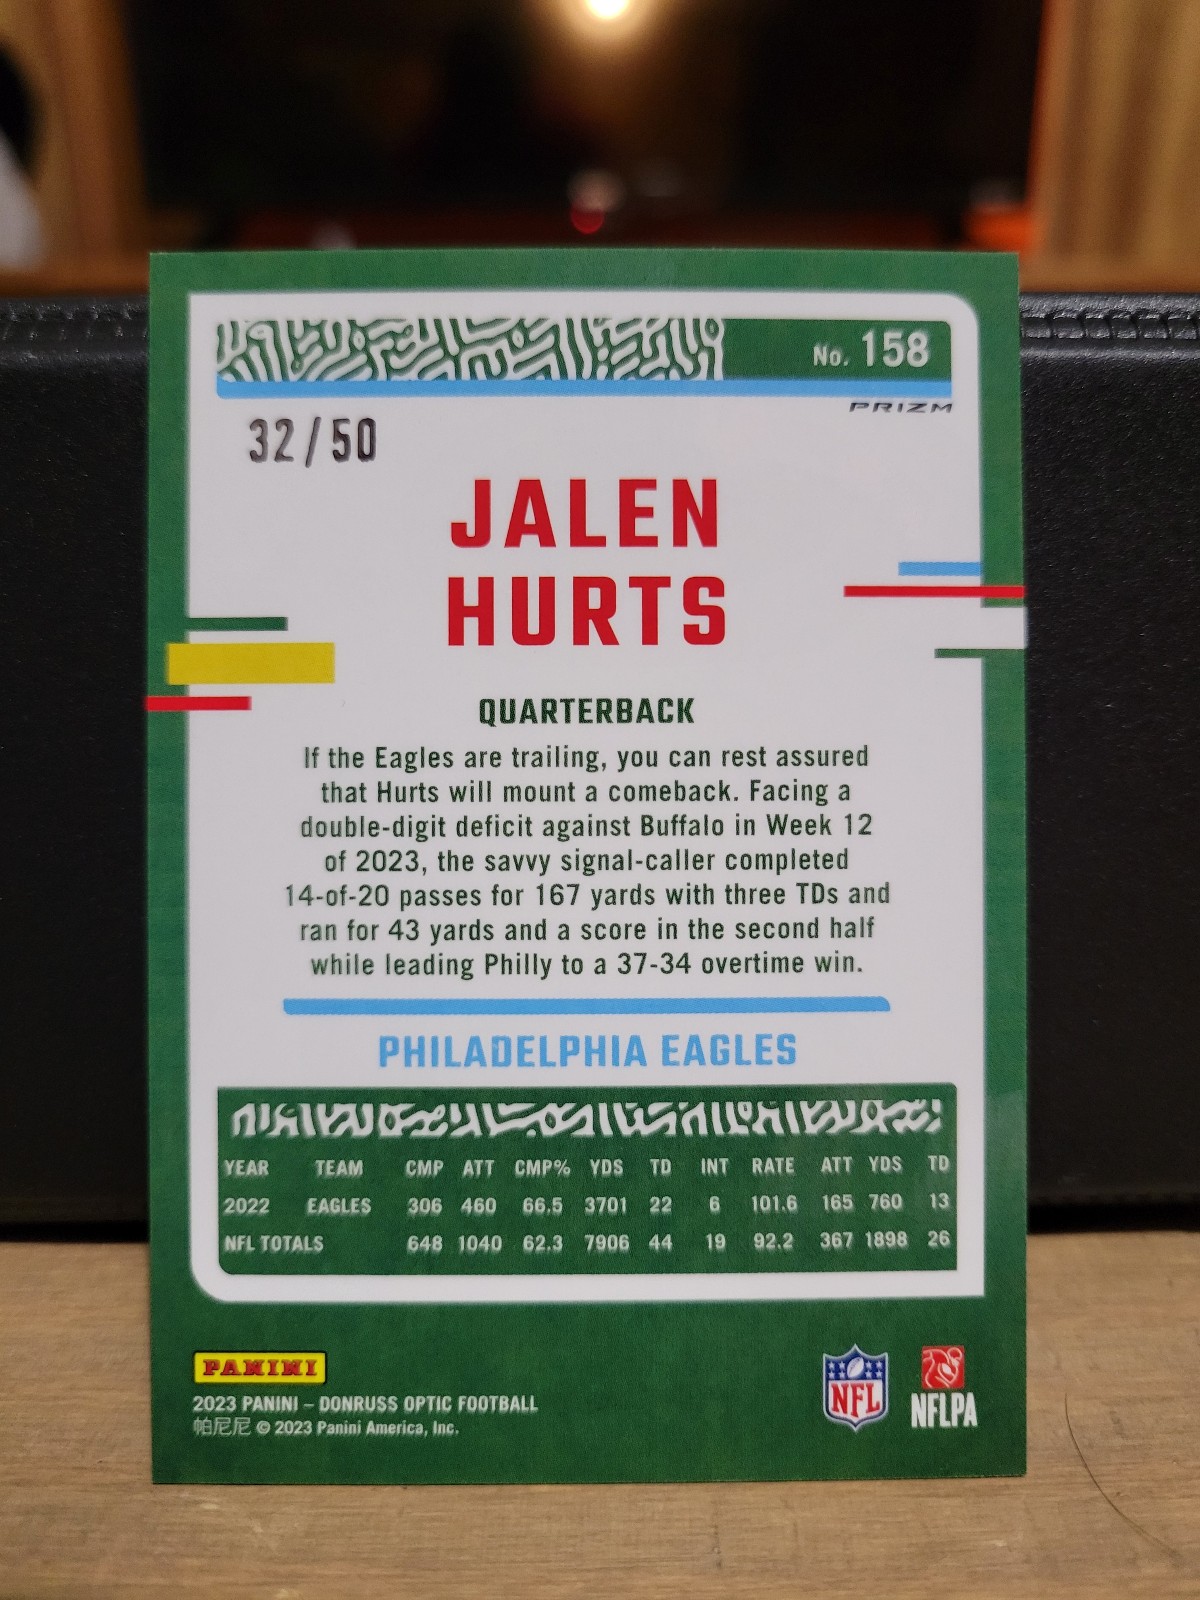 No. 158
PRIZM
32/50
JALEN
HURTS
QUARTERBACK
If the Eagles are trailing, you can rest assured
that Hurts will mount a comeback. Facing a
double-digit deficit against Buffalo in Week 12
of 2023, the savvy signal-caller completed
14-of-20 passes for 167 yards with three TDs and
ran for 43 yards and a score in the second half
while leading Philly to a 37-34 overtime win.
PHILADELPHIA EAGLES
YEAR TEAM CMP ATT CMP% YDS TD INT RATE ATT YDS TD
2022 EAGLES 306 460 66.5 3701 22 6 101.6 165 760 13
NFL TOTALS 648 1040 62.3 7906 44 19 92.2 367 1898 26
PANINI
2023 PANINI – DONRUSS OPTIC FOOTBALL
帕尼尼 © 2023 Panini America, Inc.
NFL
NFLPA